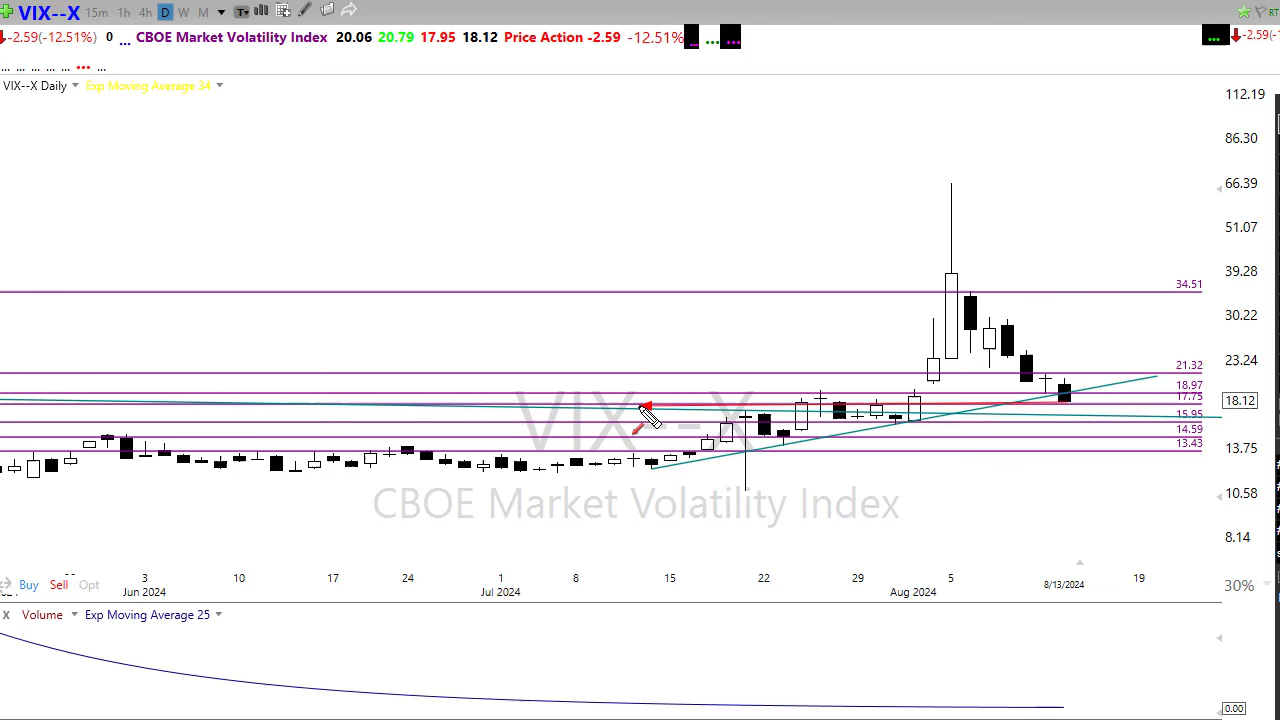 VIX--X 15m 1h 4h D W M T RT
-2.59(-12.51%) 0 ... CBOE Market Volatility Index 20.06 20.79 17.95 18.12 Price Action -2.59 -12.51% ... ... ... ... -2.59(-1
... ... ... ... ... ... ...
VIX--X Daily Exp Moving Average 34
112.19
86.30
66.39
51.07
39.28
34.51
30.22
23.24
21.32
18.97
17.75
18.12
15.95
14.59
13.75
13.43
10.58
8.14
VIX--X
CBOE Market Volatility Index
3 10 17 24 1 8 15 22 29 5 8/13/2024 19
Buy Sell Opt 30%
Jun 2024 Jul 2024 Aug 2024
X Volume Exp Moving Average 25
0.00